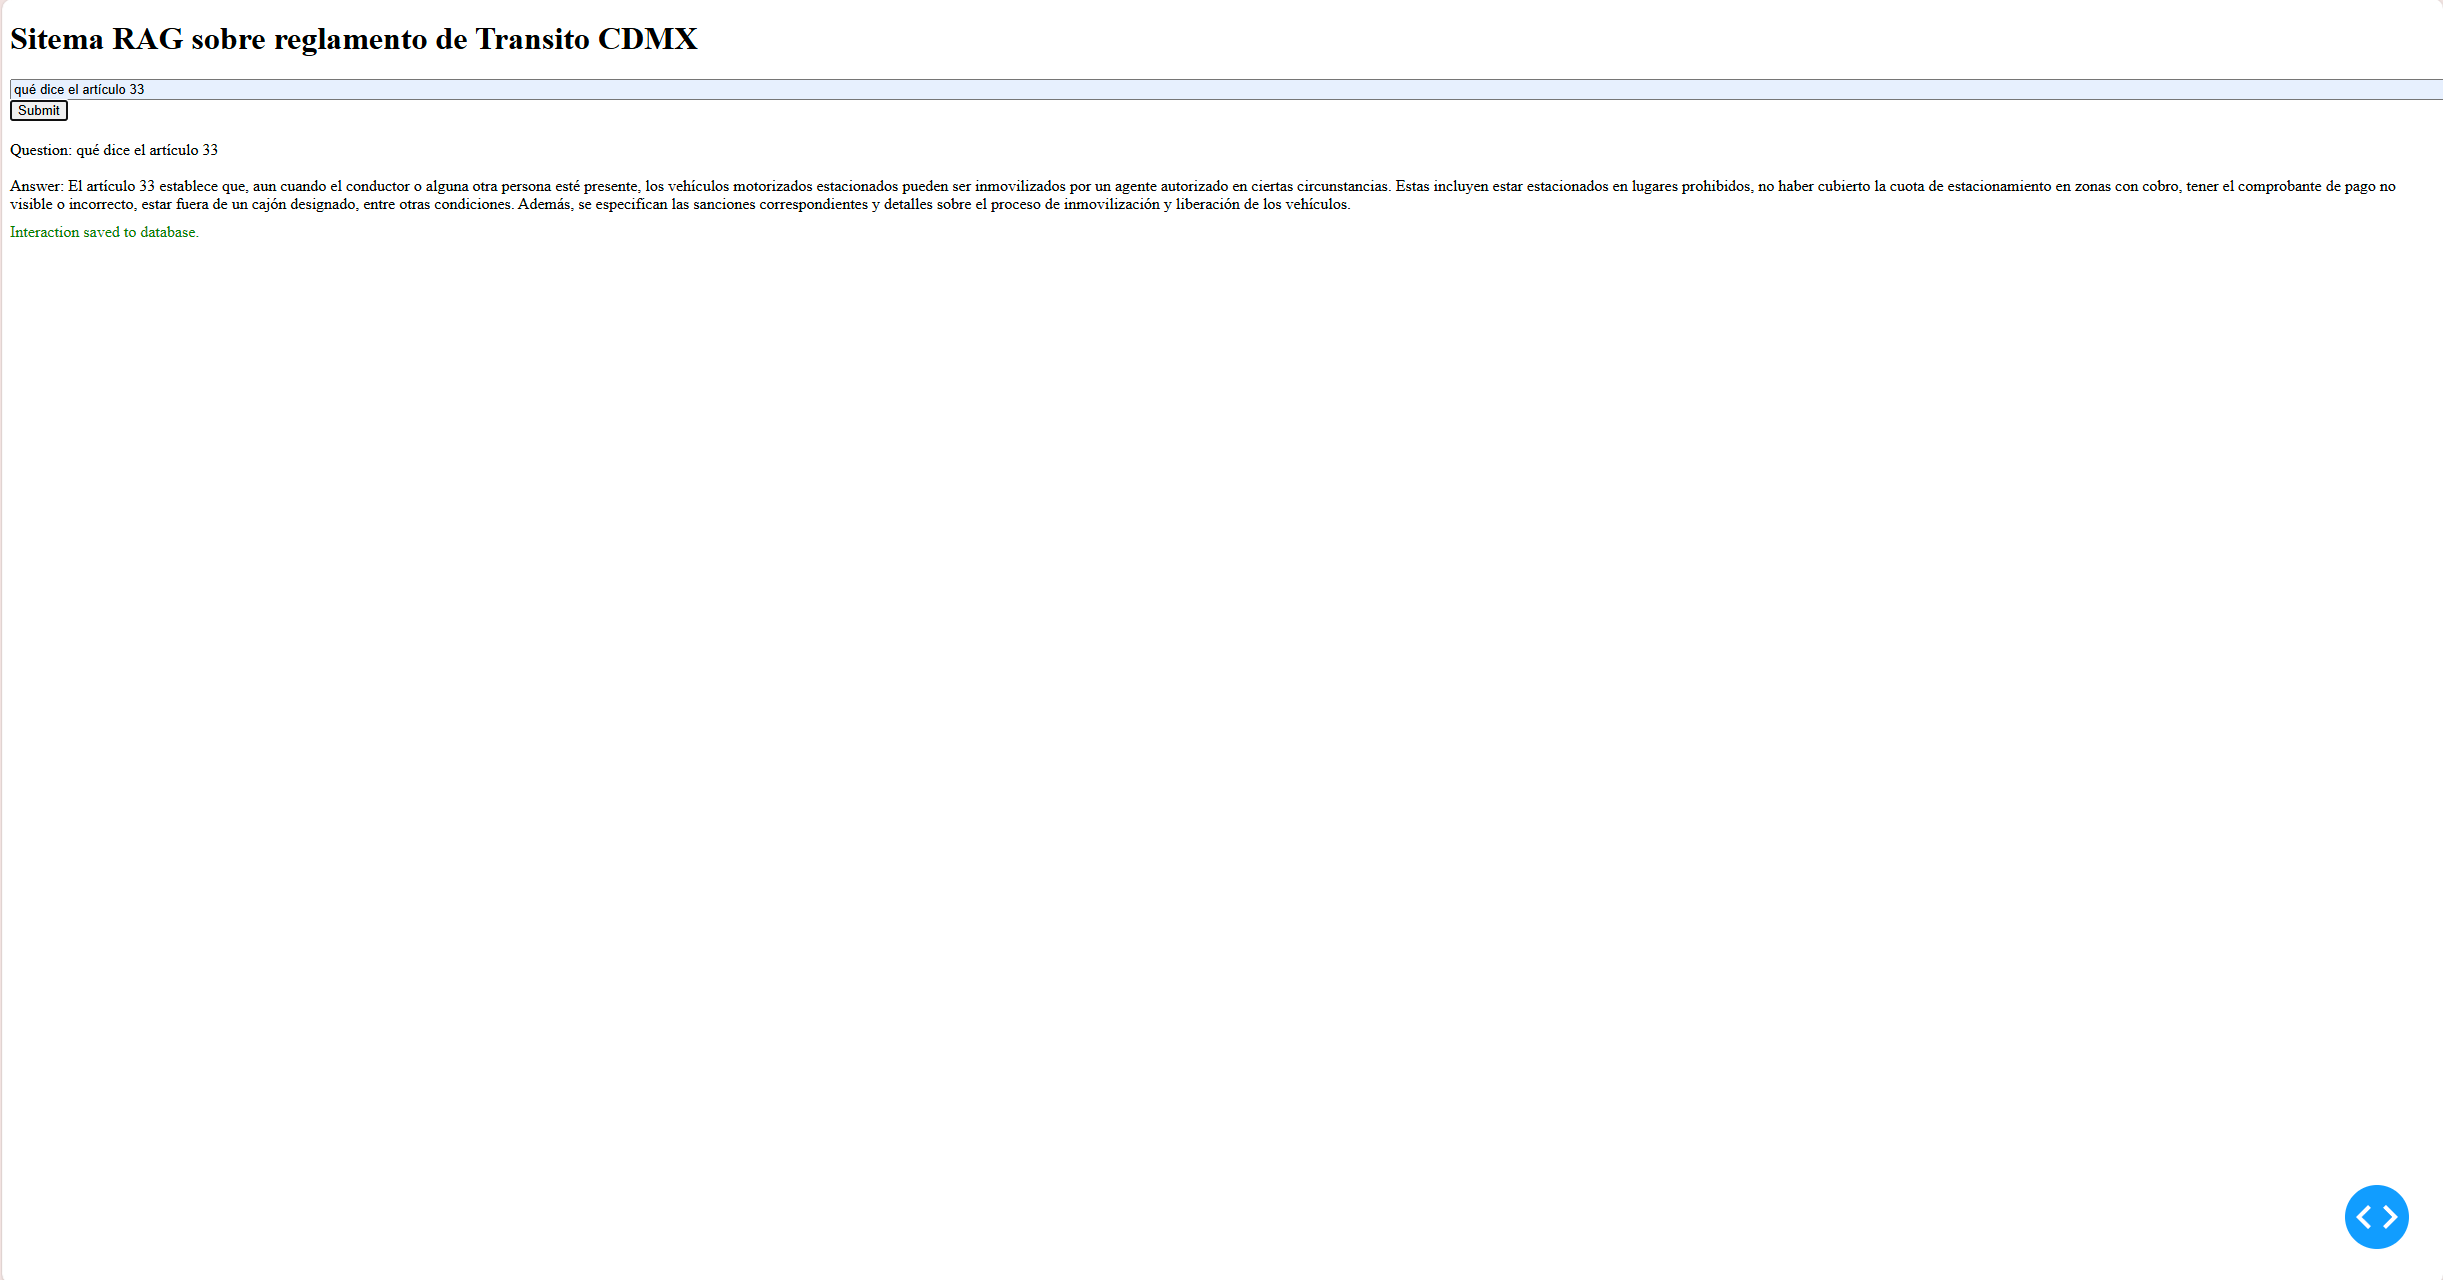 Sitema RAG sobre reglamento de Transito CDMX
qué dice el artículo 33
Submit
Question: qué dice el artículo 33
Answer: El artículo 33 establece que, aun cuando el conductor o alguna otra persona esté presente, los vehículos motorizados estacionados pueden ser inmovilizados por un agente autorizado en ciertas circunstancias. Estas incluyen estar estacionados en lugares prohibidos, no haber cubierto la cuota de estacionamiento en zonas con cobro, tener el comprobante de pago no
visible o incorrecto, estar fuera de un cajón designado, entre otras condiciones. Además, se especifican las sanciones correspondientes y detalles sobre el proceso de inmovilización y liberación de los vehículos.
Interaction saved to database.